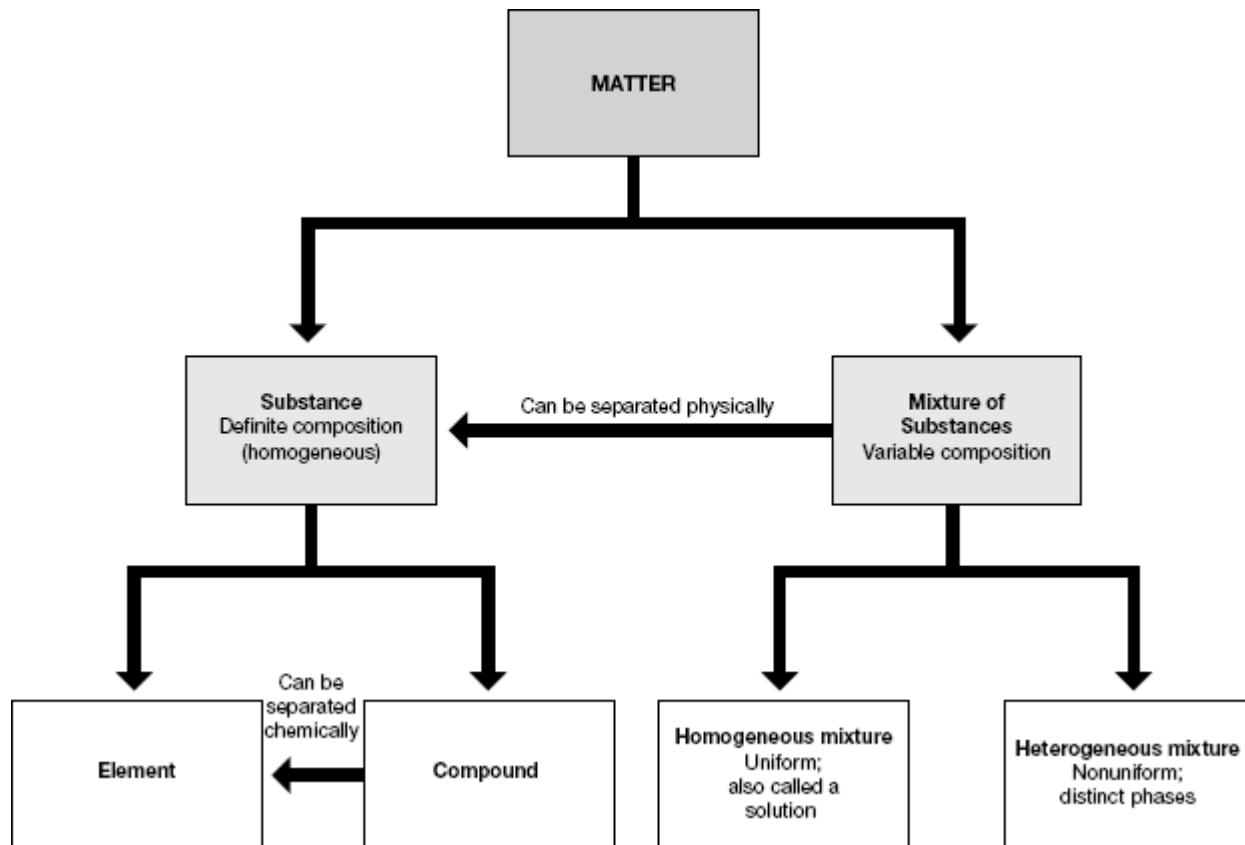 MATTER
Substance
Definite composition
(homogeneous)
Can be separated physically
Mixture of
Substances
Variable composition
Element
Can be
separated
chemically
Compound
Homogeneous mixture
Uniform;
also called a
solution
Heterogeneous mixture
Nonuniform;
distinct phases